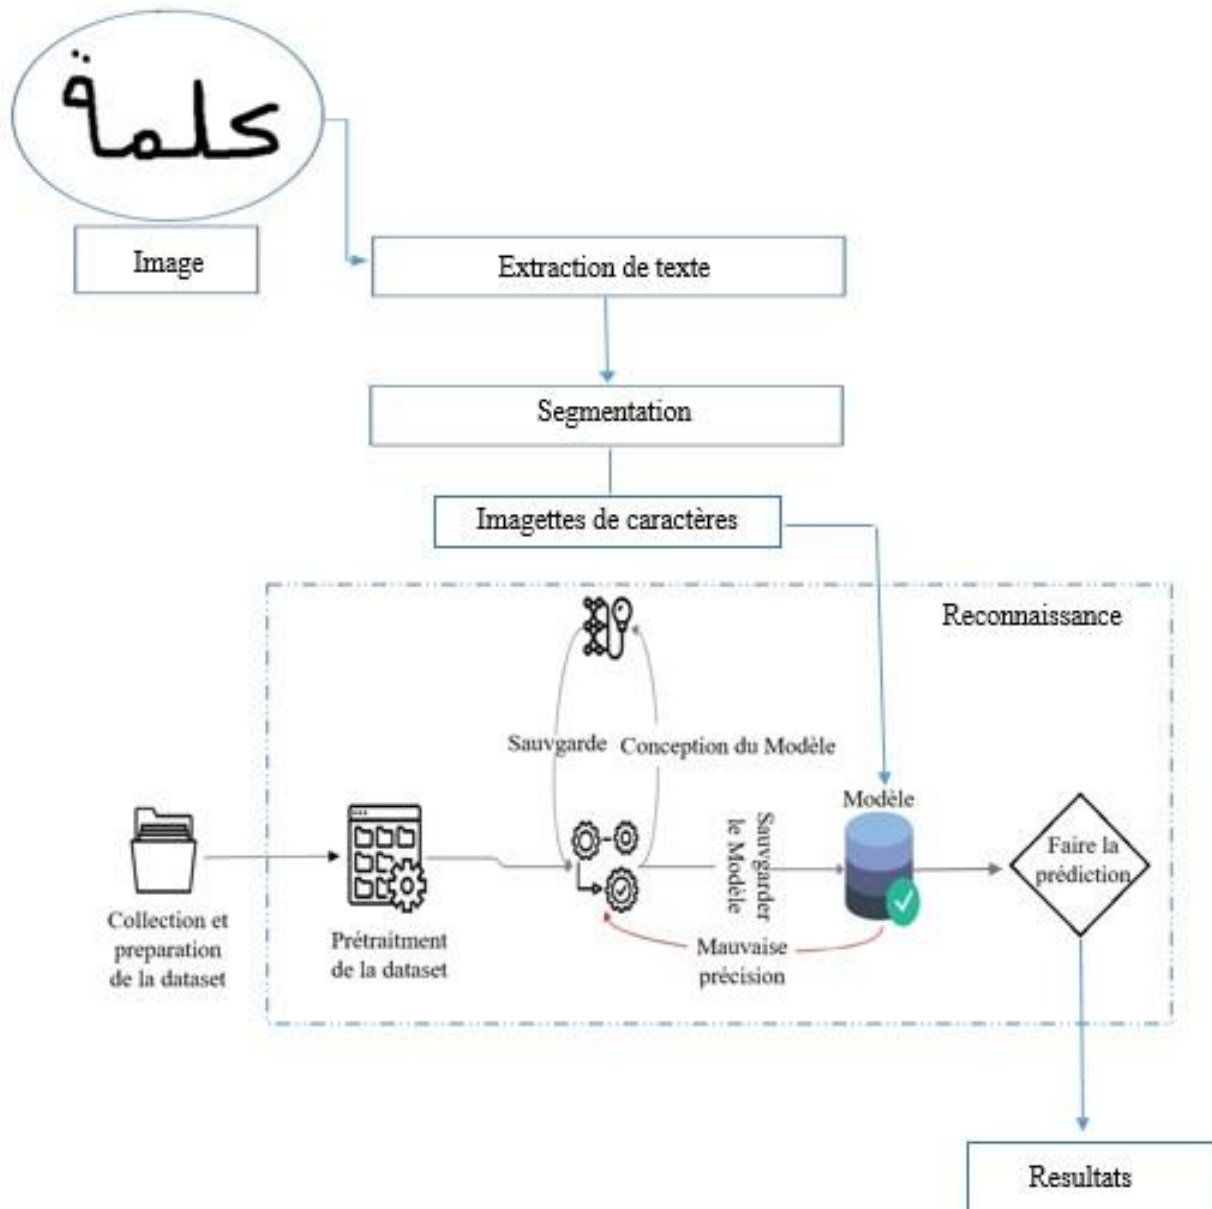 كلمة
Image
Extraction de texte
Segmentation
Imagettes de caractères
Reconnaissance
Sauvgarde
Conception du Modèle
Collection et
preparation
de la dataset
Prétraitment
de la dataset
Sauvgarder
le Modèle
Mauvaise
précision
Modèle
Faire la
prédiction
Resultats